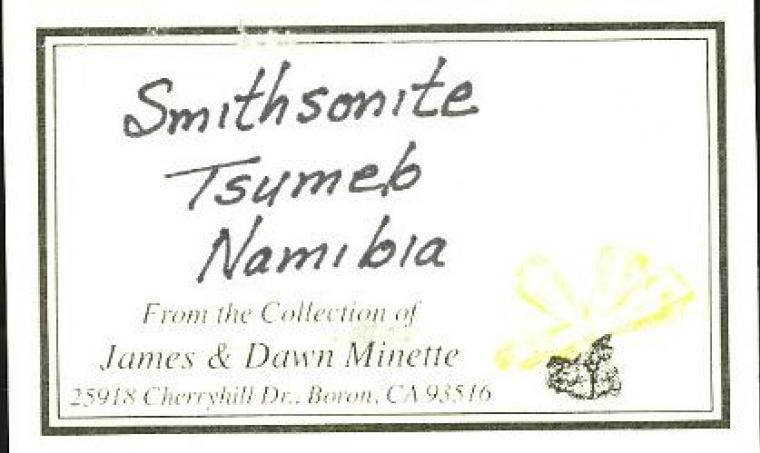 Smithsonite
Tsumeb
Namibia
From the Collection of
James & Dawn Minette
25918 Cherryhill Dr., Boron, CA 93516